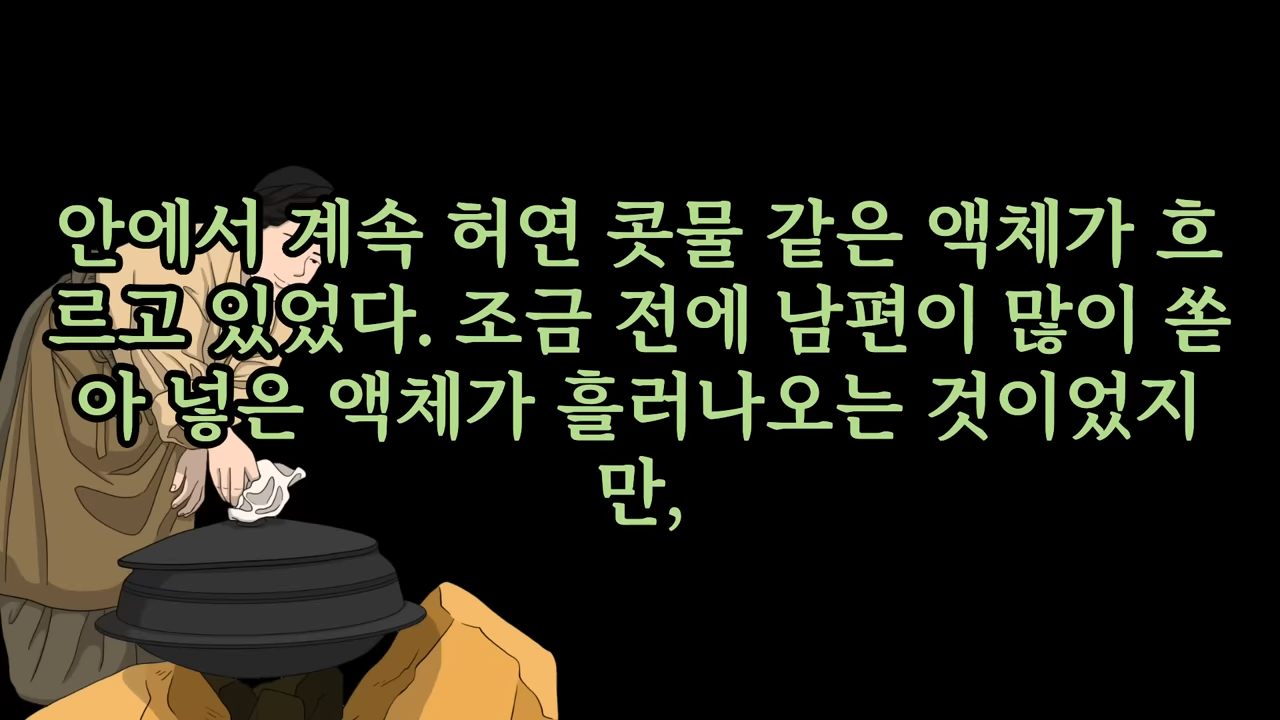 안에서 계속 허연 콧물 같은 액체가 흐
르고 있었다. 조금 전에 남편이 많이 쏟
아 넣은 액체가 흘러나오는 것이었지
만,